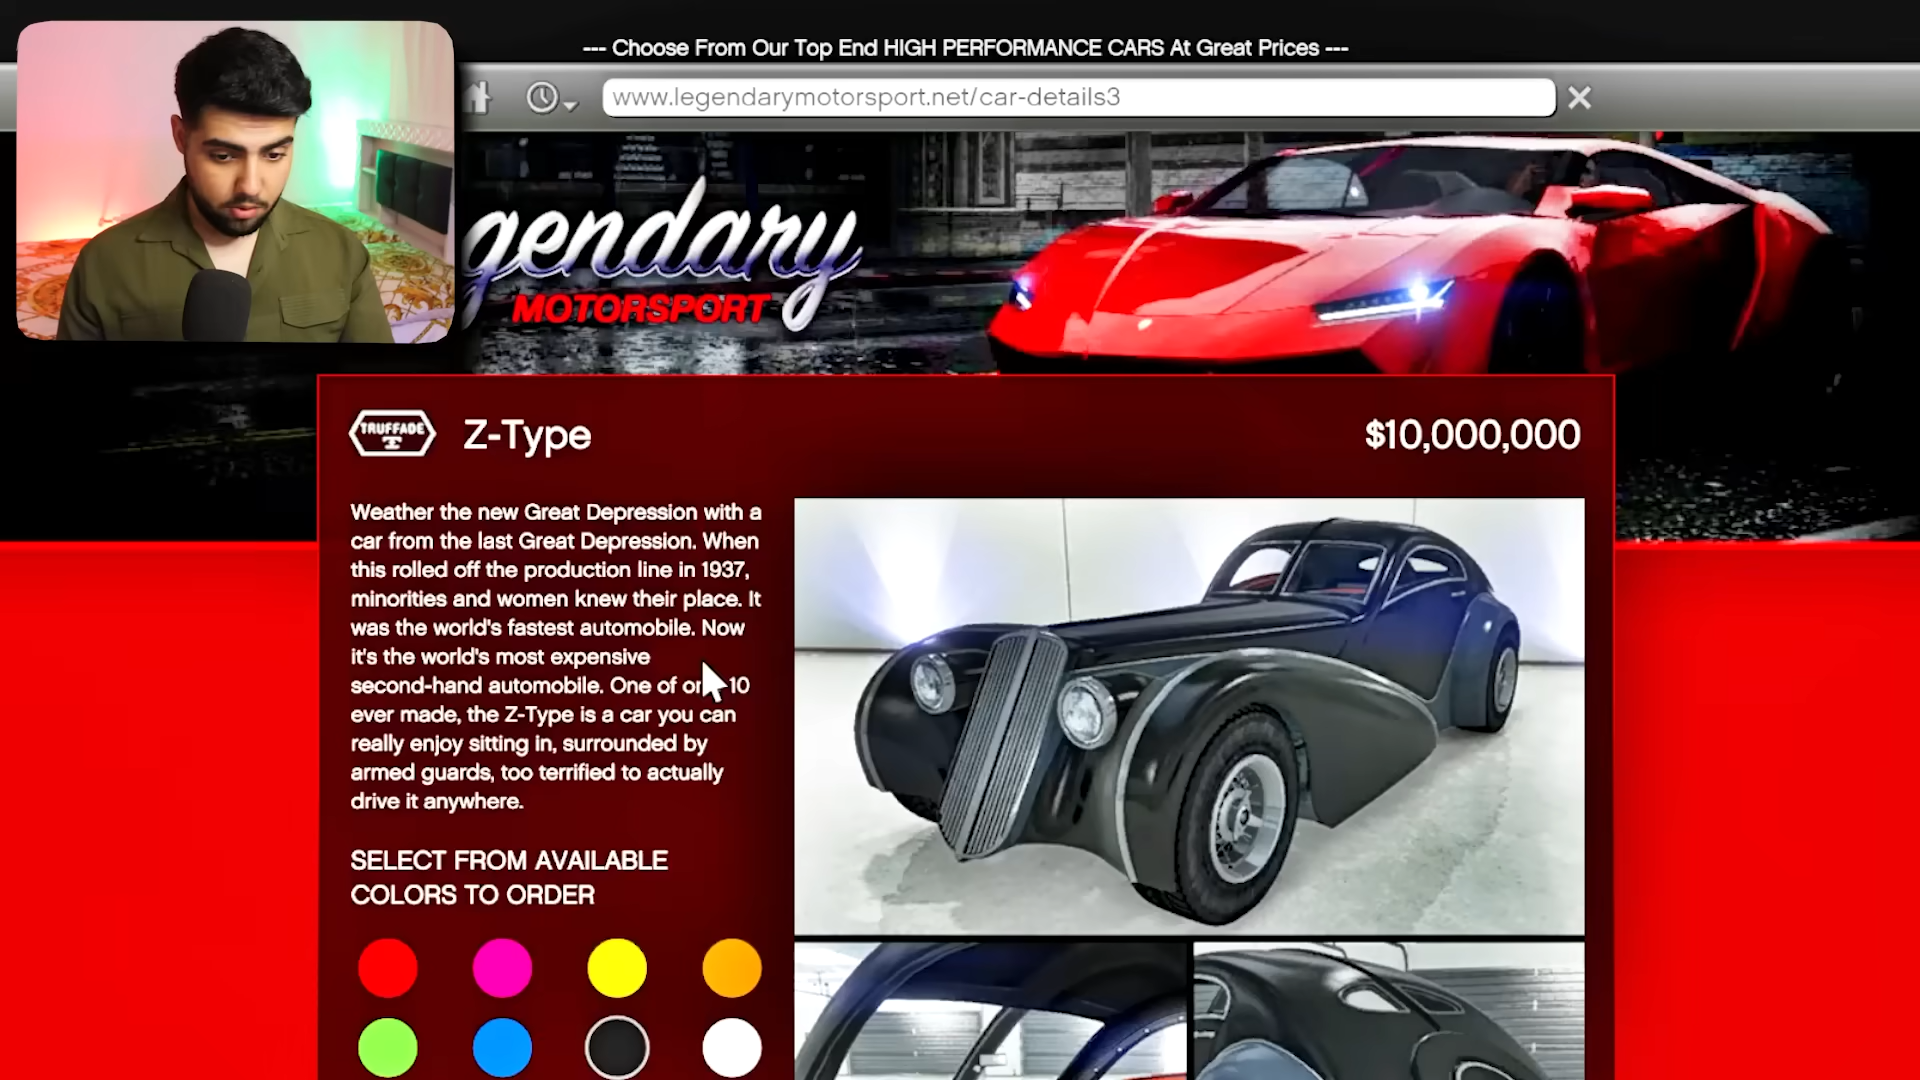 --- Choose From Our Top End HIGH PERFORMANCE CARS At Great Prices ---
www.legendarymotorsport.net/car-details3
gendary
MOTORSPORT
TRUFFADE
T
Z-Type
$10,000,000
Weather the new Great Depression with a
car from the last Great Depression. When
this rolled off the production line in 1937,
minorities and women knew their place. It
was the world's fastest automobile. Now
it's the world's most expensive
second-hand automobile. One of on 10
ever made, the Z-Type is a car you can
really enjoy sitting in, surrounded by
armed guards, too terrified to actually
drive it anywhere.
SELECT FROM AVAILABLE
COLORS TO ORDER